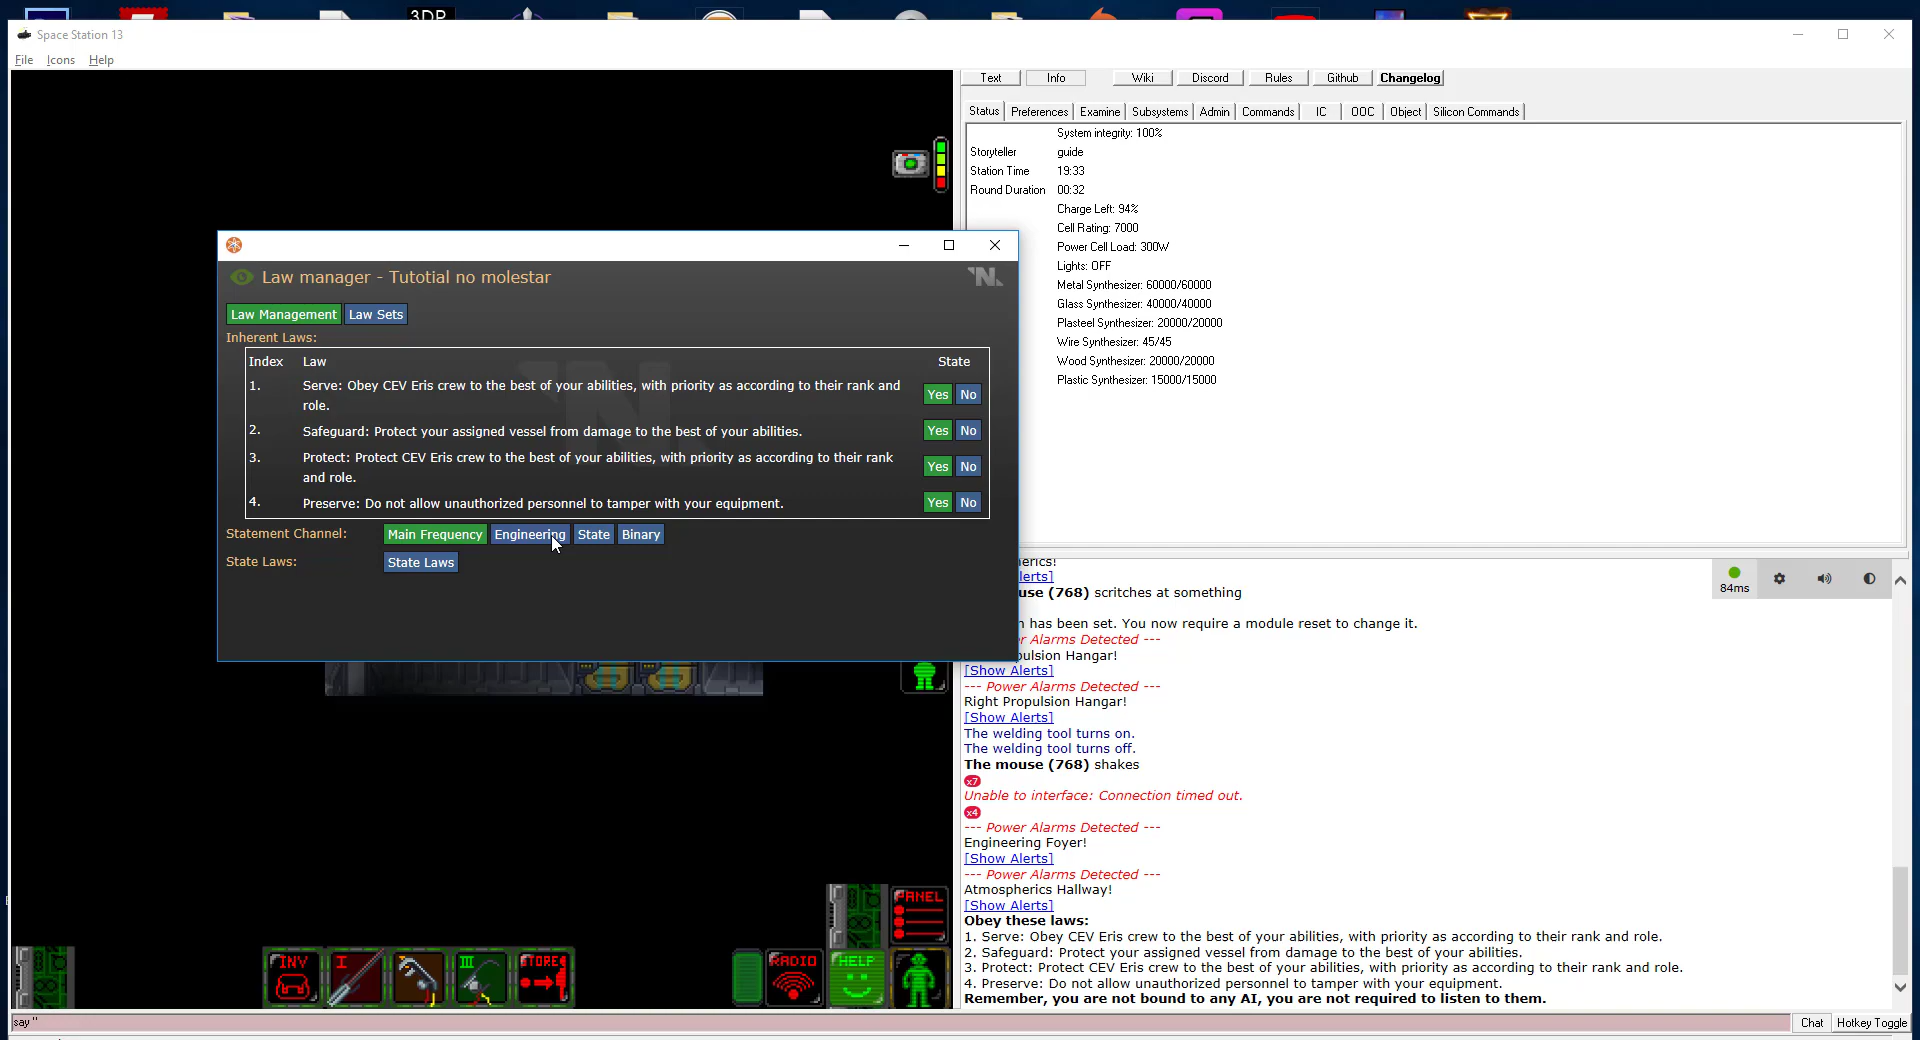 3DP
Space Station 13
File Icons Help
Text Info Wiki Discord Rules Github Changelog
Status Preferences Examine Subsystems Admin Commands IC OOC Object Silicon Commands
System integrity: 100%
Storyteller guide
Station Time 19:33
Round Duration 00:32
Charge Left: 94%
Cell Rating: 7000
Power Cell Load: 300W
Lights: OFF
Metal Synthesizer: 60000/60000
Glass Synthesizer: 40000/40000
Plasteel Synthesizer: 20000/20000
Wire Synthesizer: 45/45
Wood Synthesizer: 20000/20000
Plastic Synthesizer: 15000/15000
Law manager - Tutotial no molestar
Law Management Law Sets
Inherent Laws:
Index Law State
1. Serve: Obey CEV Eris crew to the best of your abilities, with priority as according to their rank and
role.
Yes No
2. Safeguard: Protect your assigned vessel from damage to the best of your abilities. Yes No
3. Protect: Protect CEV Eris crew to the best of your abilities, with priority as according to their rank
and role.
Yes No
4. Preserve: Do not allow unauthorized personnel to tamper with your equipment. Yes No
Statement Channel: Main Frequency Engineering State Binary
State Laws: State Laws
erics!
lerts]
use (768) scritches at something
84ms
n has been set. You now require a module reset to change it.
r Alarms Detected ---
pulsion Hangar!
[Show Alerts]
--- Power Alarms Detected ---
Right Propulsion Hangar!
[Show Alerts]
The welding tool turns on.
The welding tool turns off.
The mouse (768) shakes
x7
Unable to interface: Connection timed out.
x4
--- Power Alarms Detected ---
Engineering Foyer!
[Show Alerts]
--- Power Alarms Detected ---
Atmospherics Hallway!
[Show Alerts]
Obey these laws:
1. Serve: Obey CEV Eris crew to the best of your abilities, with priority as according to their rank and role.
2. Safeguard: Protect your assigned vessel from damage to the best of your abilities.
3. Protect: Protect CEV Eris crew to the best of your abilities, with priority as according to their rank and role.
4. Preserve: Do not allow unauthorized personnel to tamper with your equipment.
Remember, you are not bound to any AI, you are not required to listen to them.
PANEL
INV I III STORE RADIO HELP
say "
Chat Hotkey Toggle